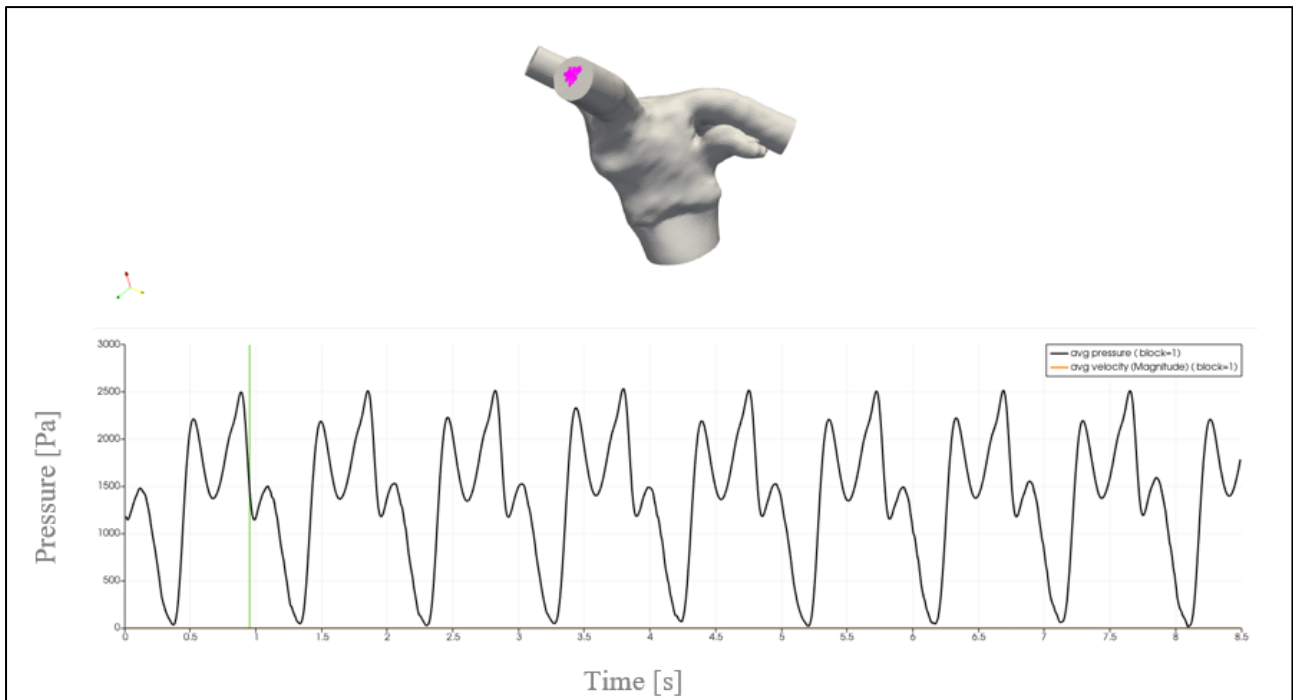 3000
avg pressure ( block=1)
avg velocity (Magnitude) ( block=1)
2500
2000
1500
1000
500
0
Pressure [Pa]
0 0.5 1 1.5 2 2.5 3 3.5 4 4.5 5 5.5 6 6.5 7 7.5 8 8.5
Time [s]